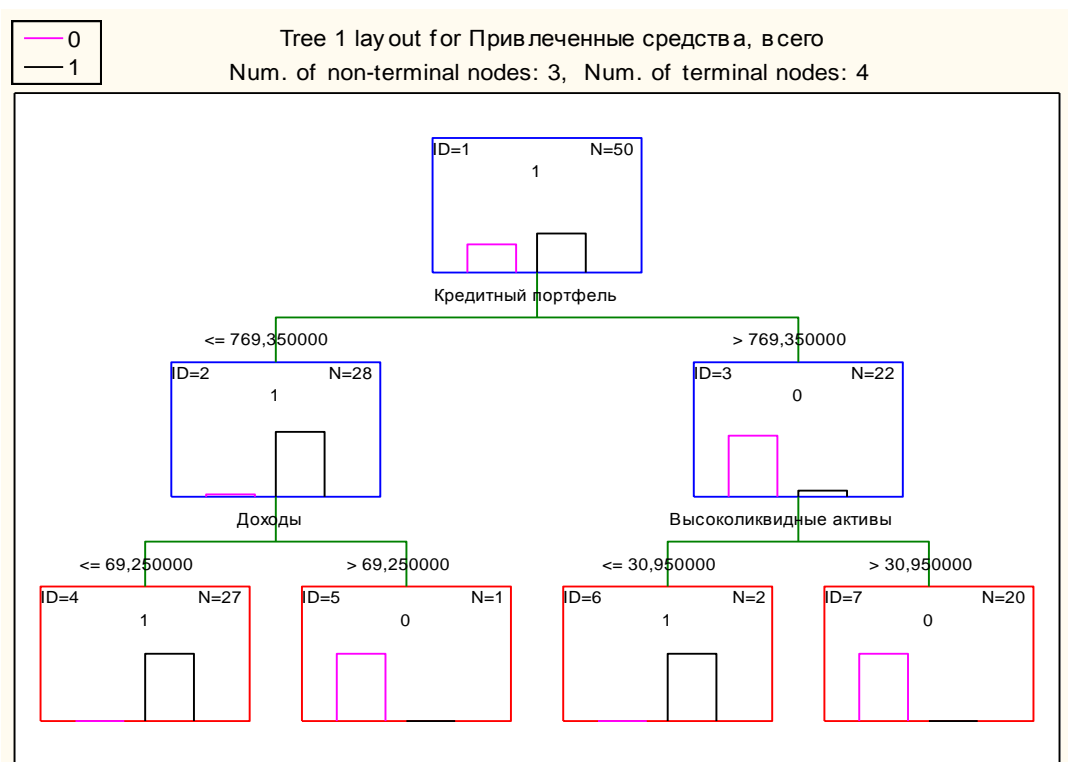 0
1
Tree 1 layout for Привлеченные средства, всего
Num. of non-terminal nodes: 3, Num. of terminal nodes: 4
ID=1 N=50
1
Кредитный портфель
<= 769,350000 > 769,350000
ID=2 N=28 ID=3 N=22
1 0
Доходы Высоколиквидные активы
<= 69,250000 > 69,250000 <= 30,950000 > 30,950000
ID=4 N=27 ID=5 N=1 ID=6 N=2 ID=7 N=20
1 0 1 0